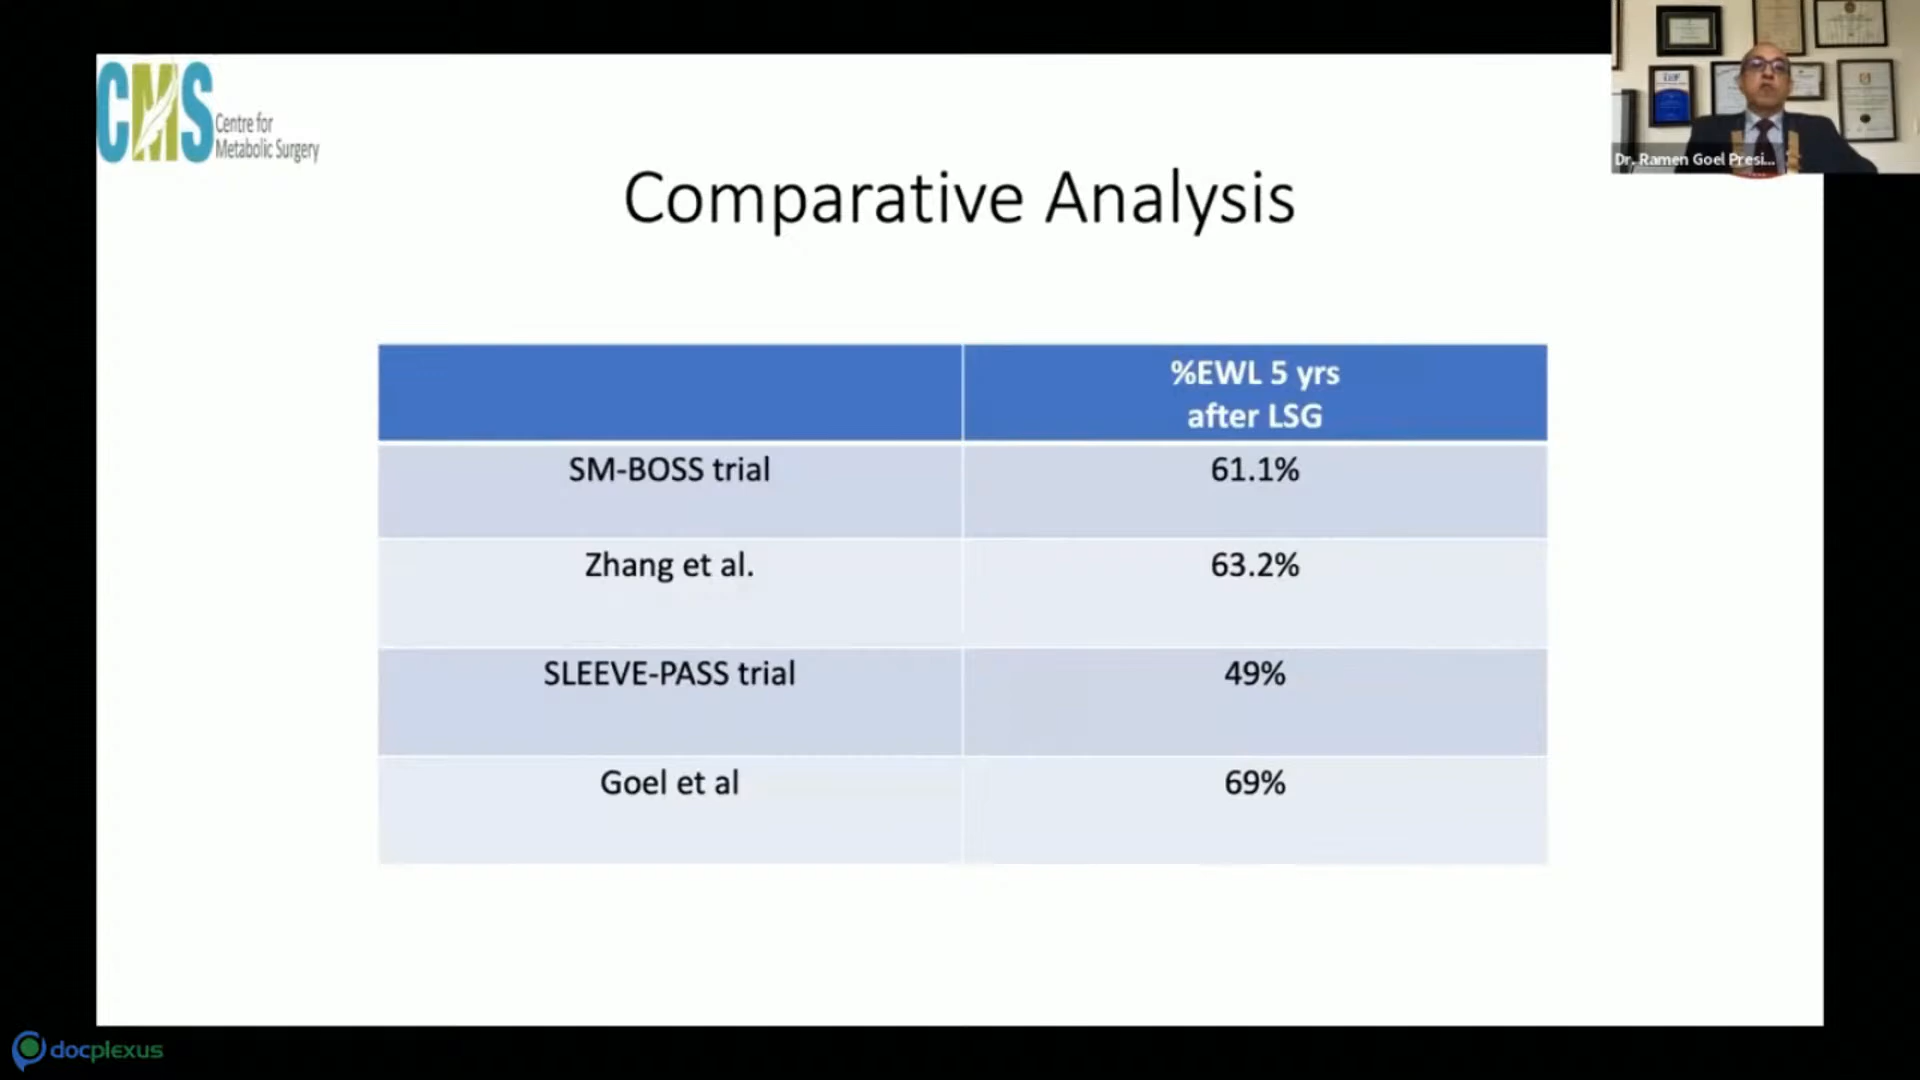 CMS
Centre for
Metabolic Surgery
Dr. Ramen Goel Presi...
Comparative Analysis
%EWL 5 yrs
after LSG
SM-BOSS trial 61.1%
Zhang et al. 63.2%
SLEEVE-PASS trial 49%
Goel et al 69%
docplexus